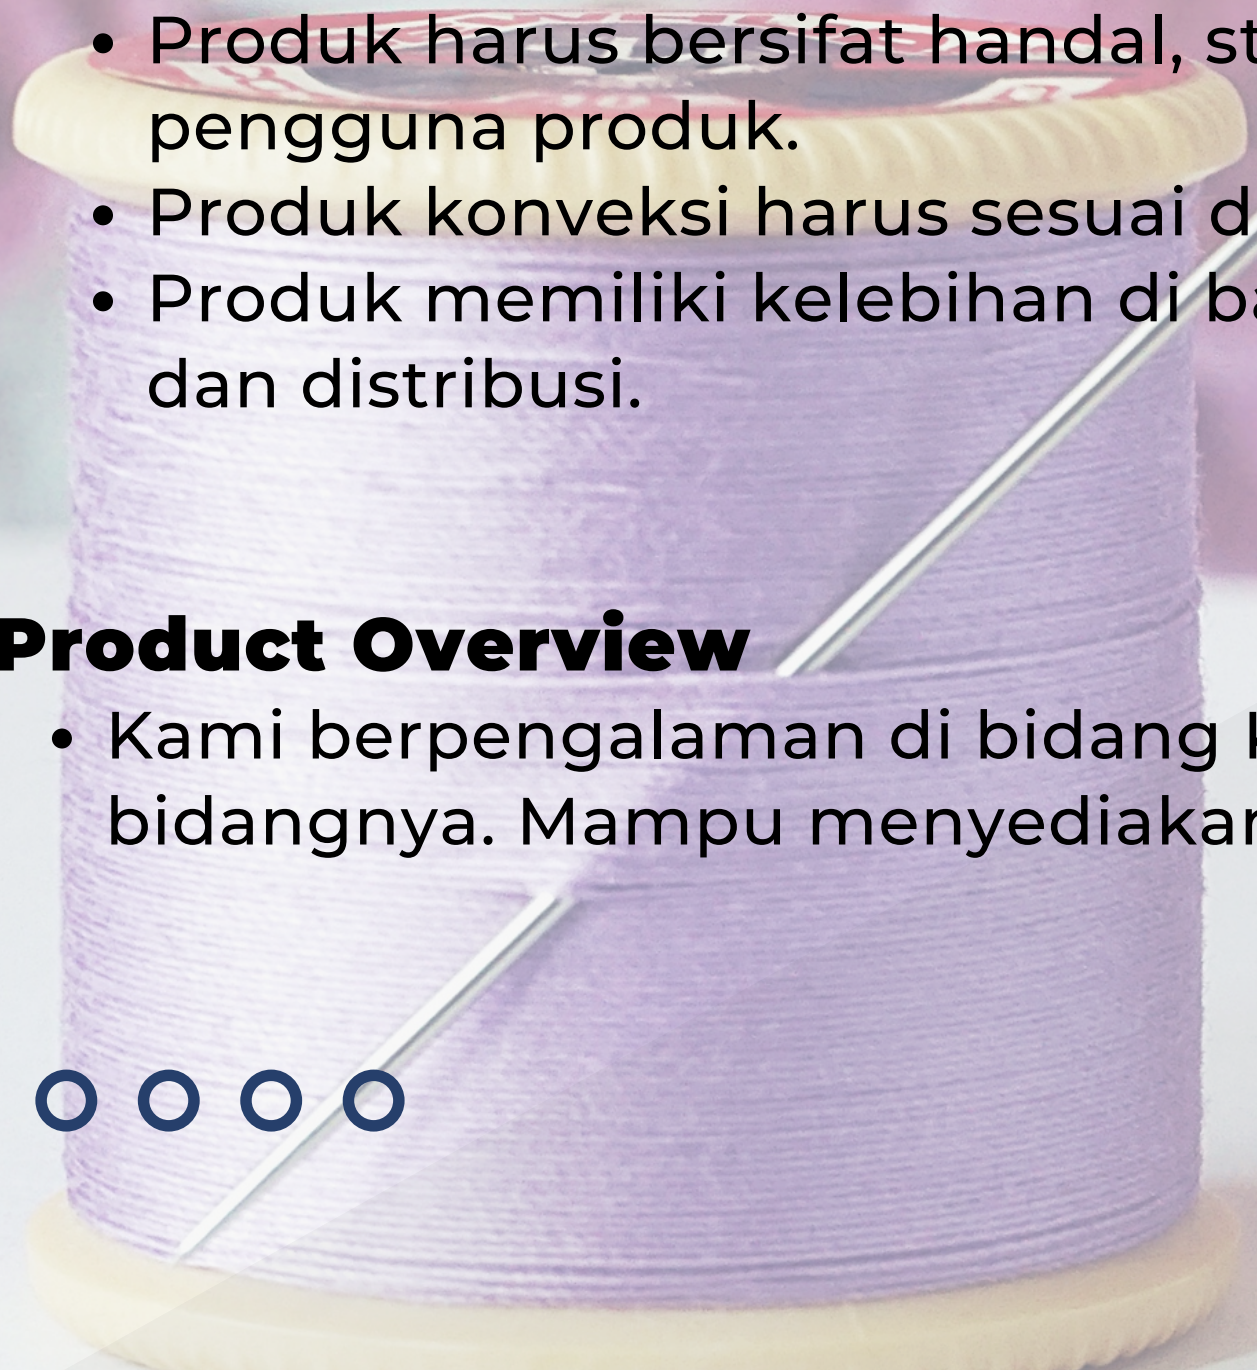 • Produk harus bersifat handal,
pengguna produk.
• Produk konveksi harus sesuai
• Produk memiliki kelebihan di
dan distribusi.
Product Overview
• Kami berpengalaman di bidang
bidangnya. Mampu